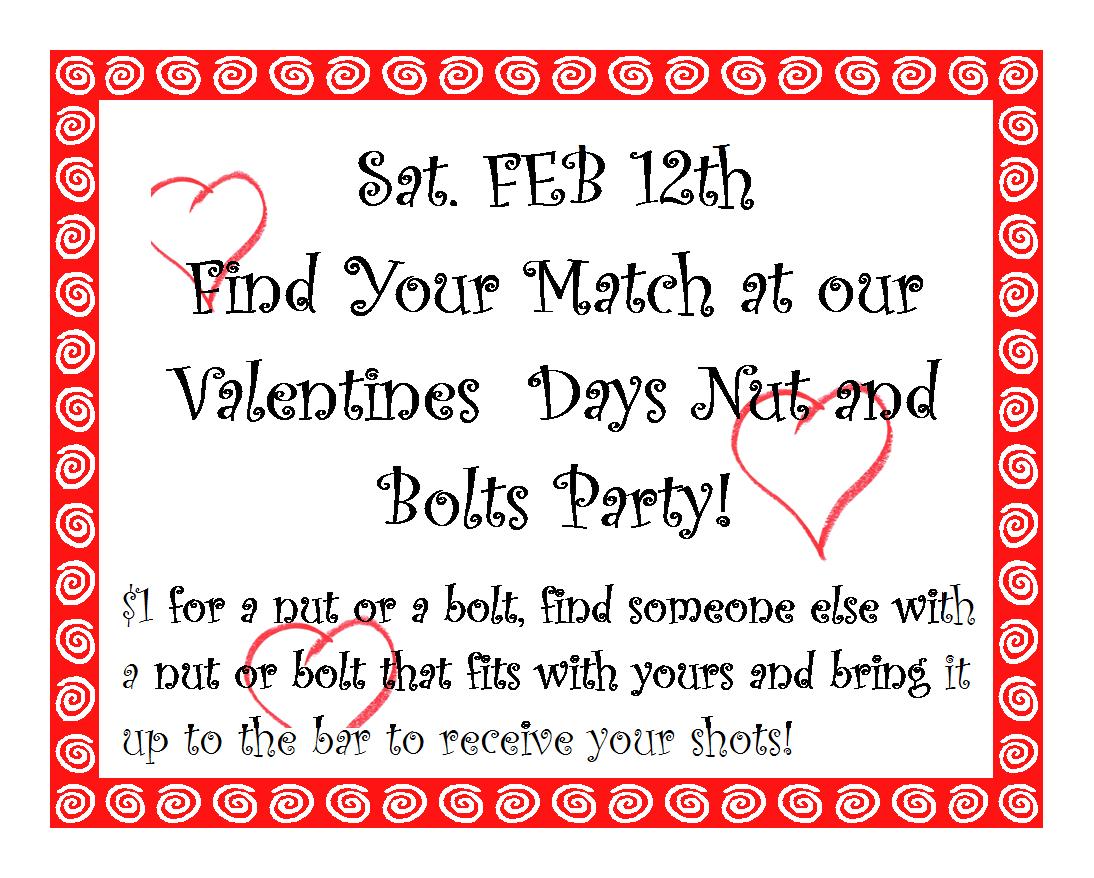 Sat. FEB 12th
Find Your Match at our
Valentines Days Nut and
Bolts Party!
$1 for a nut or a bolt, find someone else with
a nut or bolt that fits with yours and bring it
up to the bar to receive your shots!